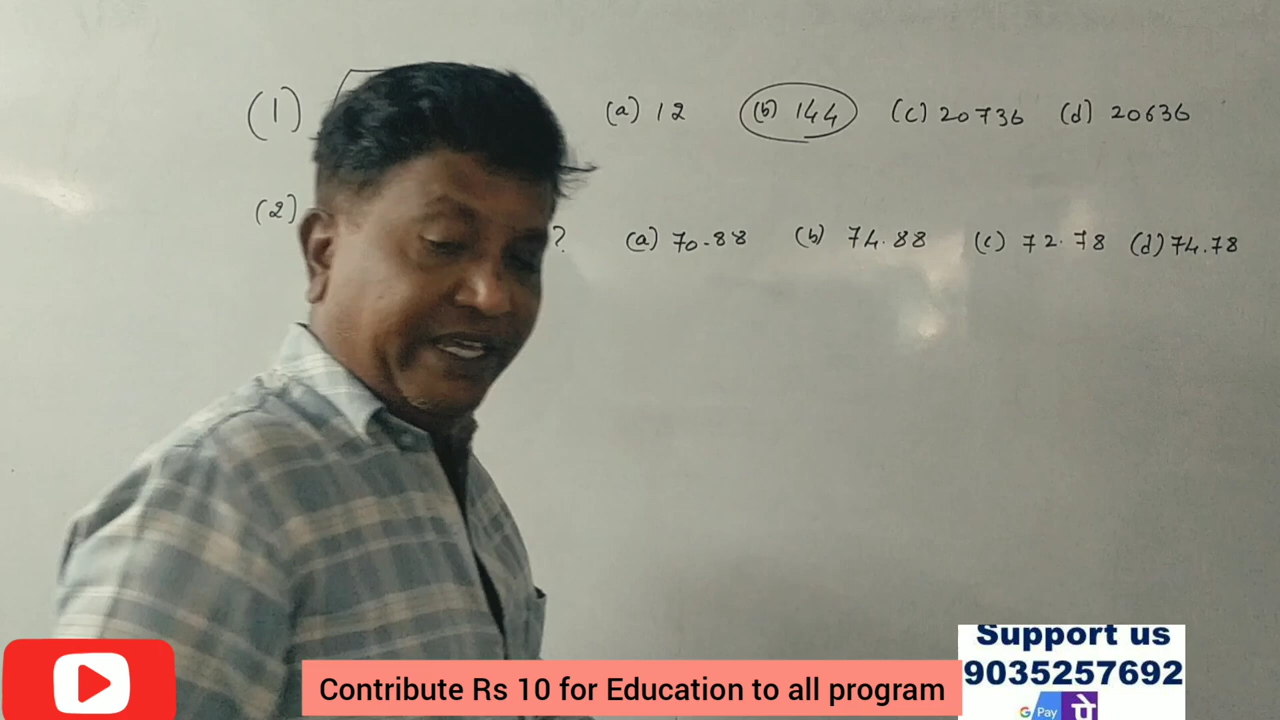 (1) (a) 12 (b) 144 (c) 20736 (d) 20636
(2) ? (a) 70.88 (b) 74.88 (c) 72.78 (d) 74.78
Support us
9035257692
Contribute Rs 10 for Education to all program
G Pay पे